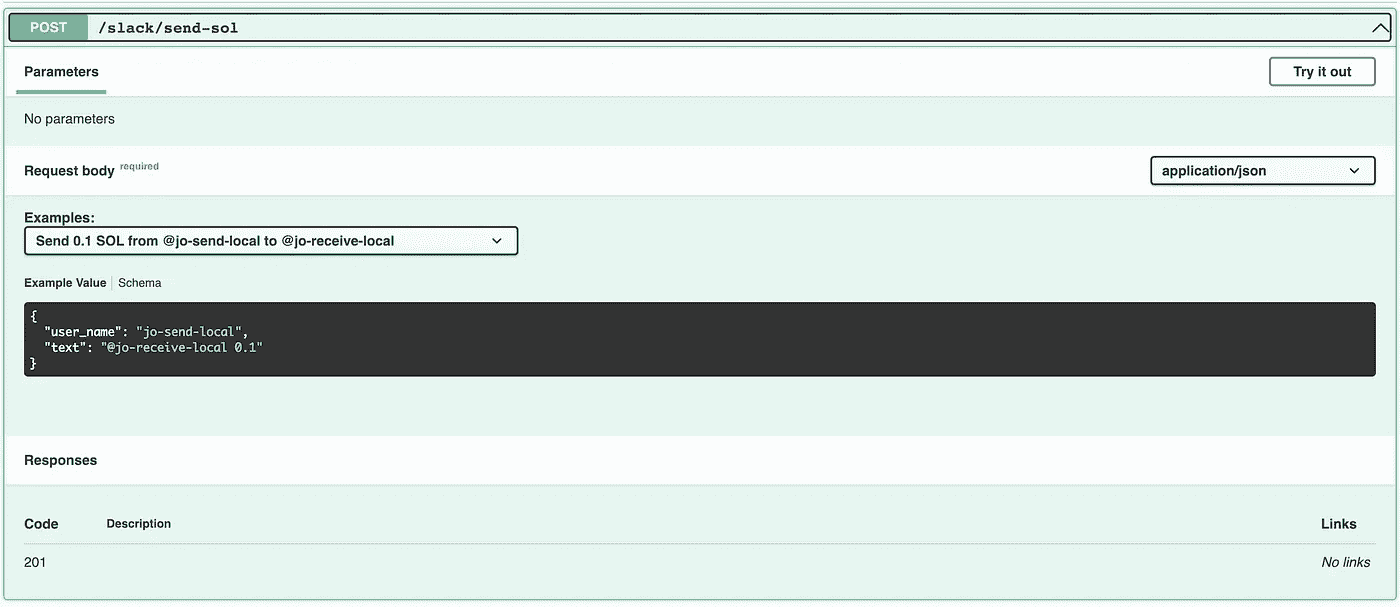 POST /slack/send-sol
Parameters
Try it out
No parameters
Request body required
application/json
Examples:
Send 0.1 SOL from @jo-send-local to @jo-receive-local
Example Value Schema
{
"user_name": "jo-send-local",
"text": "@jo-receive-local 0.1"
}
Responses
Code Description Links
201 No links